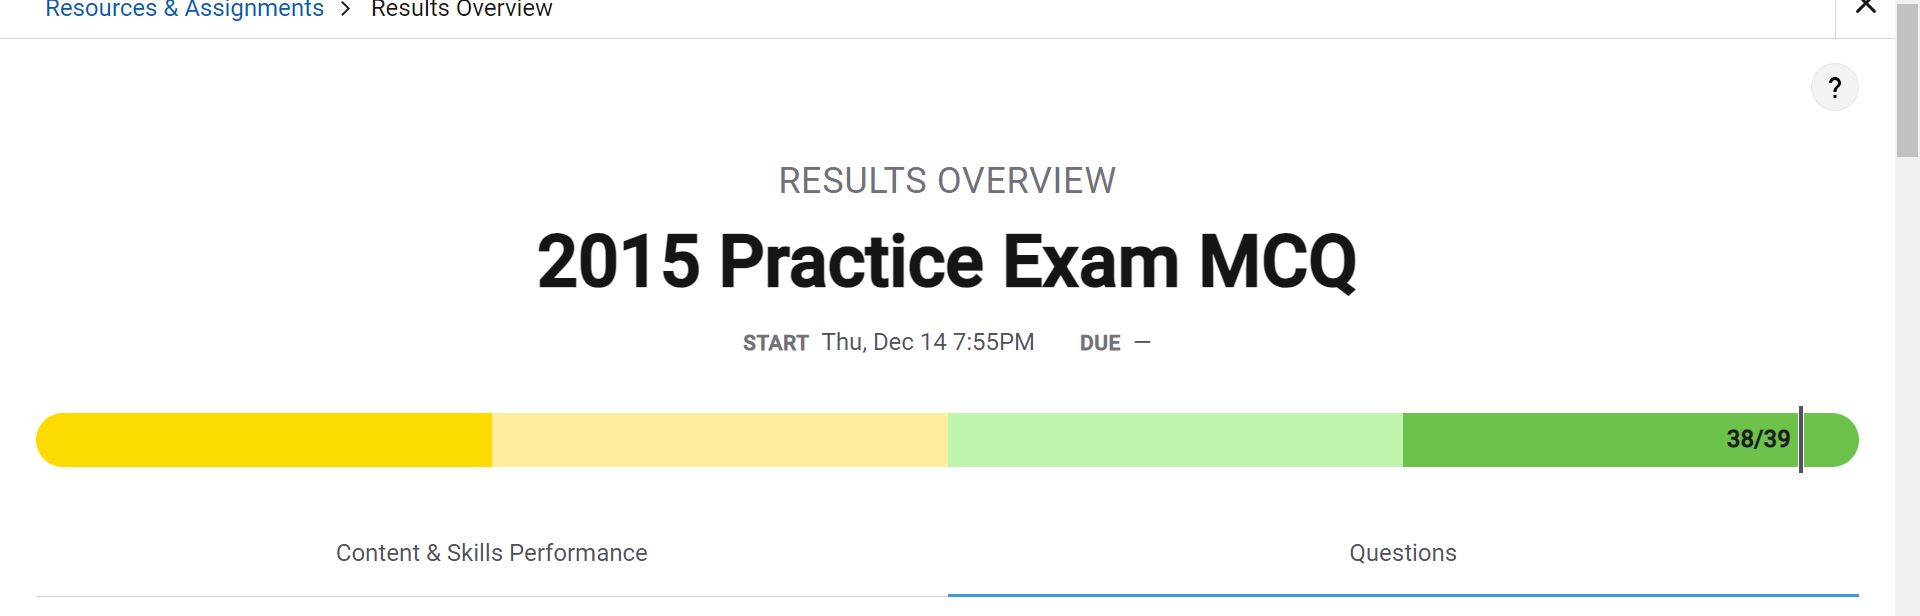 Resources & Assignments > Results Overview
?
RESULTS OVERVIEW
2015 Practice Exam MCQ
START Thu, Dec 14 7:55PM DUE —
38/39
Content & Skills Performance Questions